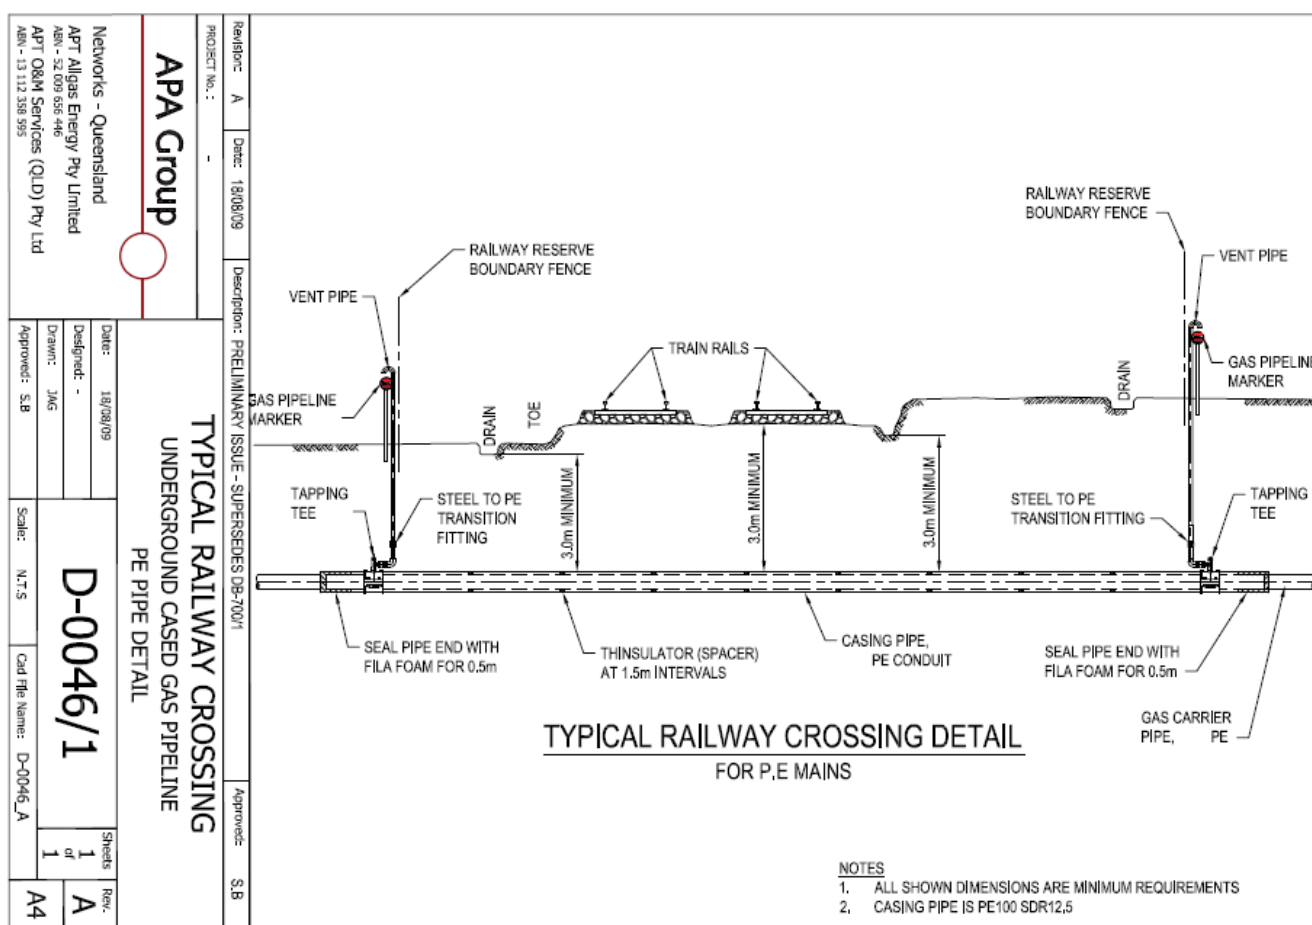 RAILWAY RESERVE
BOUNDARY FENCE
VENT PIPE
GAS PIPELINE
MARKER
RAILWAY RESERVE
BOUNDARY FENCE
VENT PIPE
TRAIN RAILS
GAS PIPELINE
MARKER
DRAIN
TOE
DRAIN
3.0m MINIMUM
3.0m MINIMUM
3.0m MINIMUM
TAPPING
TEE
STEEL TO PE
TRANSITION
FITTING
STEEL TO PE
TRANSITION FITTING
TAPPING
TEE
SEAL PIPE END WITH
FILA FOAM FOR 0.5m
THINSULATOR (SPACER)
AT 1.5m INTERVALS
CASING PIPE,
PE CONDUIT
SEAL PIPE END WITH
FILA FOAM FOR 0.5m
GAS CARRIER
PIPE, PE
TYPICAL RAILWAY CROSSING DETAIL
FOR P.E MAINS
NOTES
1. ALL SHOWN DIMENSIONS ARE MINIMUM REQUIREMENTS
2. CASING PIPE IS PE100 SDR12.5
Revision: A Date: 18/08/09 Description: PRELIMINARY ISSUE - SUPERSEDES DB-700/1 Approved: S.B
PROJECT No. : -
APA Group
Networks - Queensland
APT Allgas Energy Pty Limited
ABN - 52 009 656 446
APT O&M Services (QLD) Pty Ltd
ABN - 13 112 358 595
TYPICAL RAILWAY CROSSING
UNDERGROUND CASED GAS PIPELINE
PE PIPE DETAIL
Date: 18/08/09
Designed: -
Drawn: JAG
Approved: S.B
D-0046/1
Scale: N.T.S
Cad File Name: D-0046_A
Sheets
1
of
1
Rev.
A
A4